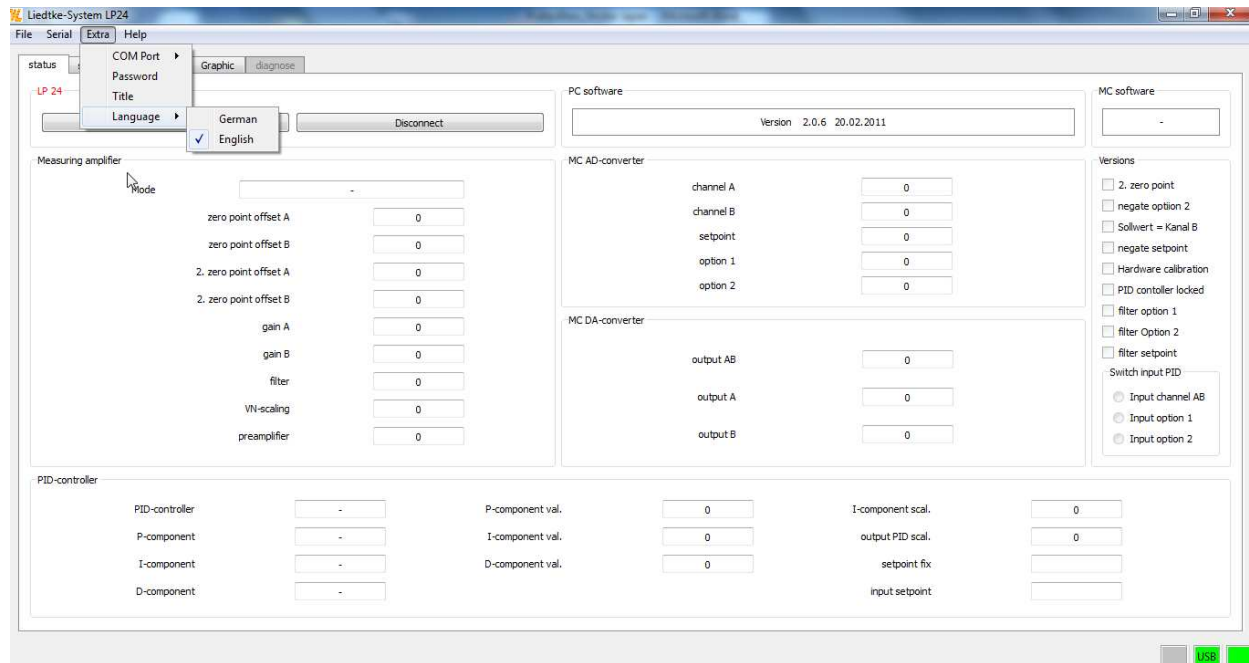 Liedtke-System LP24
File Serial Extra Help
COM Port
Password
Title
Language
German
English
status Graphic diagnose
LP 24
Disconnect
PC software
Version 2.0.6 20.02.2011
MC software
-
Measuring amplifier
Mode -
zero point offset A 0
zero point offset B 0
2. zero point offset A 0
2. zero point offset B 0
gain A 0
gain B 0
filter 0
VN-scaling 0
preamplifier 0
MC AD-converter
channel A 0
channel B 0
setpoint 0
option 1 0
option 2 0
MC DA-converter
output AB 0
output A 0
output B 0
Versions
2. zero point
negate optiion 2
Sollwert = Kanal B
negate setpoint
Hardware calibration
PID contoller locked
filter option 1
filter Option 2
filter setpoint
Switch input PID
Input channel AB
Input option 1
Input option 2
PID-controller
PID-controller - P-component val. 0 I-component scal. 0
P-component - I-component val. 0 output PID scal. 0
I-component - D-component val. 0 setpoint fix
D-component - input setpoint
USB